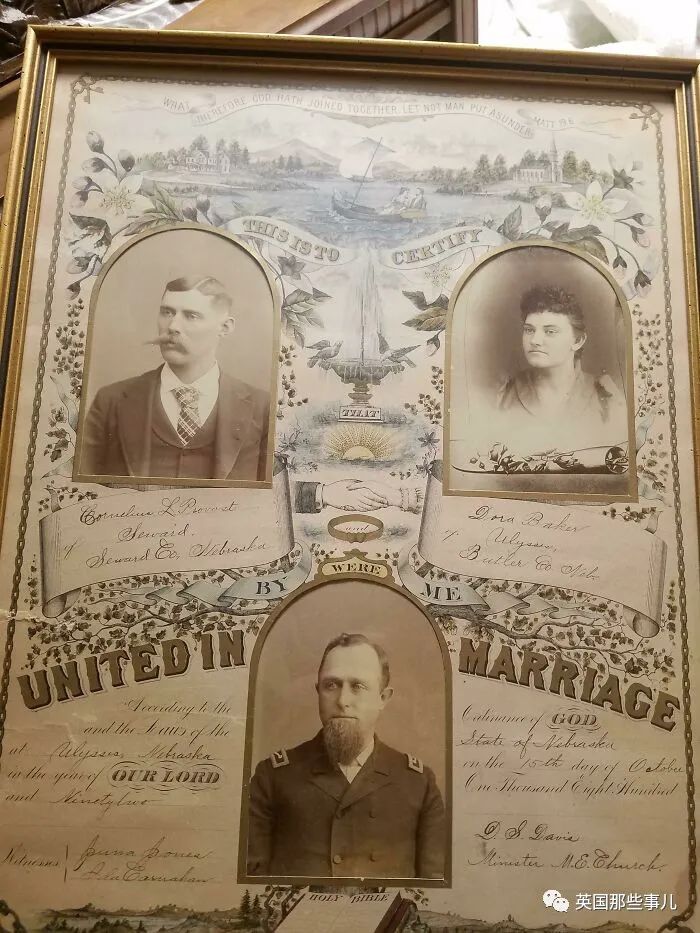 WHAT THEREFORE GOD HATH JOINED TOGETHER, LET NOT MAN PUT ASUNDER. MATT 19.6
THIS IS TO CERTIFY
THAT
Cornelius L Provost
of Seward,
Seward Co, Nebraska
and
Dora Baker
of Ulysses,
Butler Co Neb.
WERE
BY ME
UNITED IN MARRIAGE
According to the Ordinance of GOD
and the Laws of the State of Nebraska
at Ulysses, Nebraska on the 15th day of October
in the year of OUR LORD One Thousand Eight Hundred
and Ninetytwo
Witnesses Jones
D. S. Davis
Ida Carnahan
Minister M.E. Church.
HOLY BIBLE
英国那些事儿